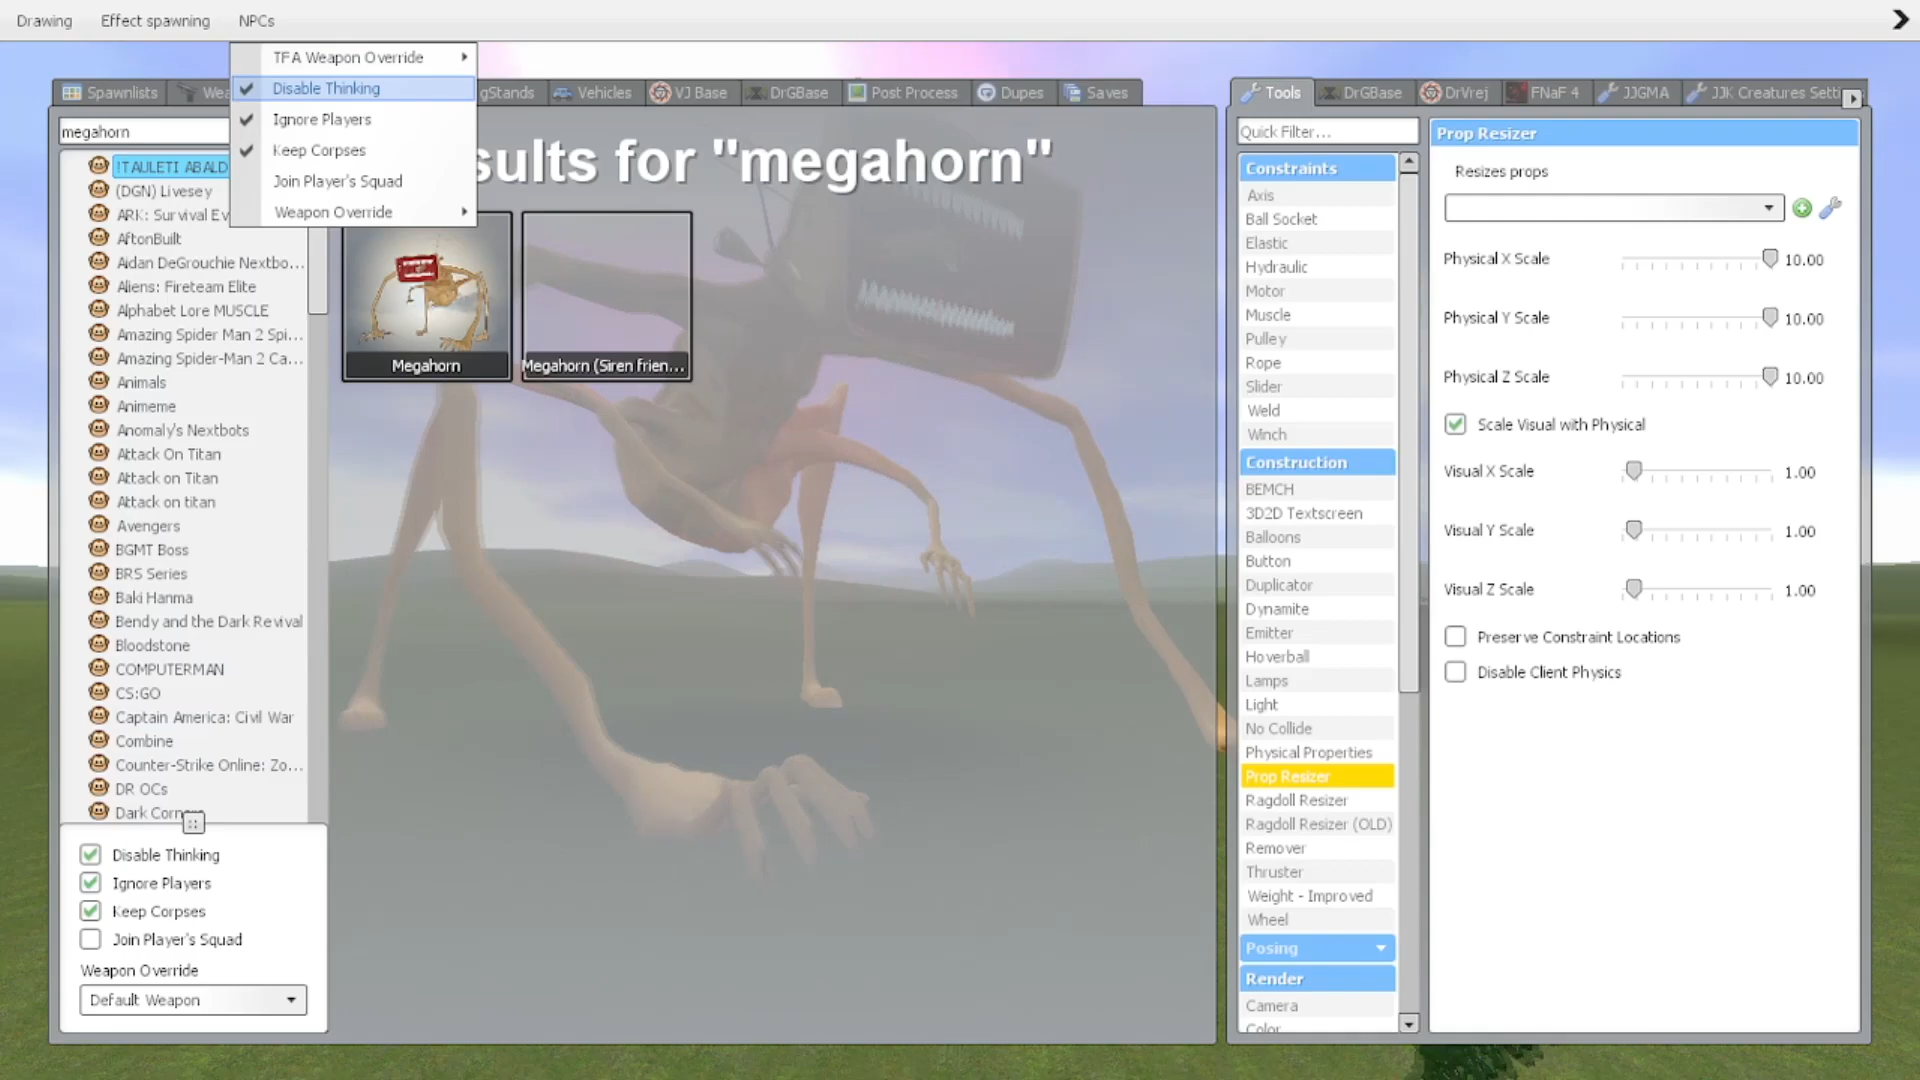 Drawing
Effect spawning
NPCs
TFA Weapon Override
Disable Thinking
Ignore Players
Keep Corpses
Join Player's Squad
Weapon Override
Spawnlists
gStands
Vehicles
VJ Base
DrGBase
Post Process
Dupes
Saves
megahorn
sults for "megahorn"
!TAULETI ABALD
(DGN) Livesey
ARK: Survival Ev
AftonBuilt
Aidan DeGrouchie Nextbo...
Aliens: Fireteam Elite
Alphabet Lore MUSCLE
Amazing Spider Man 2 Spi...
Amazing Spider-Man 2 Ca...
Animals
Animeme
Anomaly's Nextbots
Attack On Titan
Attack on Titan
Attack on titan
Avengers
BGMT Boss
BRS Series
Baki Hanma
Bendy and the Dark Revival
Bloodstone
COMPUTERMAN
CS:GO
Captain America: Civil War
Combine
Counter-Strike Online: Zo...
DR OCs
Dark Corn
Megahorn
Megahorn (Siren frien...
Disable Thinking
Ignore Players
Keep Corpses
Join Player's Squad
Weapon Override
Default Weapon
Tools
DrGBase
DrVrej
FNaF 4
JJGMA
JJK Creatures Setti
Quick Filter...
Constraints
Axis
Ball Socket
Elastic
Hydraulic
Motor
Muscle
Pulley
Rope
Slider
Weld
Winch
Construction
BEMCH
3D2D Textscreen
Balloons
Button
Duplicator
Dynamite
Emitter
Hoverball
Lamps
Light
No Collide
Physical Properties
Prop Resizer
Ragdoll Resizer
Ragdoll Resizer (OLD)
Remover
Thruster
Weight - Improved
Wheel
Posing
Render
Camera
Color
Prop Resizer
Resizes props
Physical X Scale 10.00
Physical Y Scale 10.00
Physical Z Scale 10.00
Scale Visual with Physical
Visual X Scale 1.00
Visual Y Scale 1.00
Visual Z Scale 1.00
Preserve Constraint Locations
Disable Client Physics